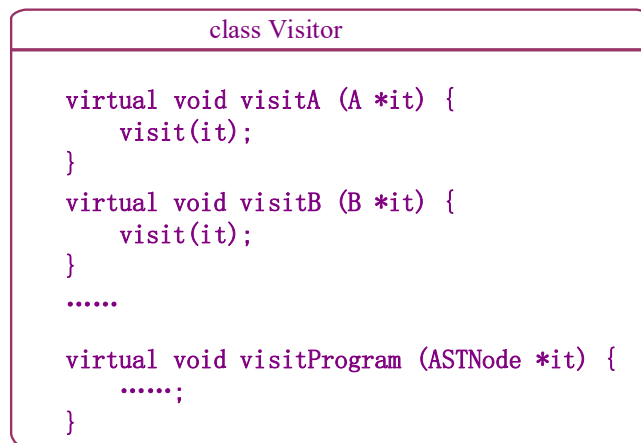 class Visitor
virtual void visitA (A *it) {
visit(it);
}
virtual void visitB (B *it) {
visit(it);
}
……
virtual void visitProgram (ASTNode *it) {
……;
}